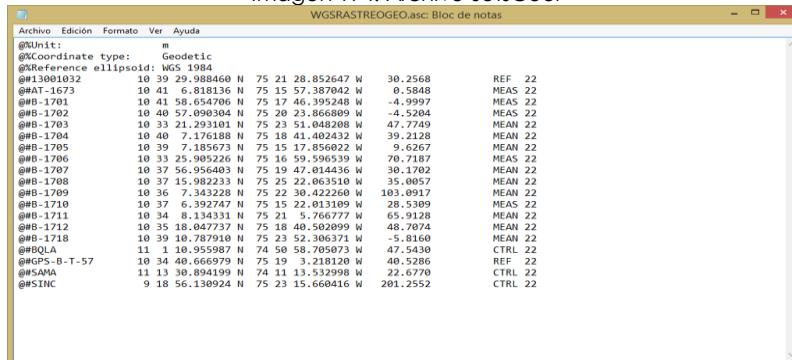 WGSRASTREOGEO.asc: Bloc de notas
Archivo Edición Formato Ver Ayuda
@%Unit: m
@%Coordinate type: Geodetic
@%Reference ellipsoid: WGS 1984
@#13001032 10 39 29.988460 N 75 21 28.852647 W 30.2568 REF 22
@#AT-1673 10 41 6.818136 N 75 15 57.387042 W 0.5848 MEAS 22
@#B-1701 10 41 58.654706 N 75 17 46.395248 W -4.9997 MEAS 22
@#B-1702 10 40 57.090304 N 75 20 23.866809 W -4.5204 MEAS 22
@#B-1703 10 33 21.293101 N 75 23 51.048208 W 47.7749 MEAN 22
@#B-1704 10 40 7.176188 N 75 18 41.402432 W 39.2128 MEAN 22
@#B-1705 10 39 7.185673 N 75 15 17.856022 W 9.6267 MEAN 22
@#B-1706 10 33 25.905226 N 75 16 59.596539 W 70.7187 MEAS 22
@#B-1707 10 37 56.956403 N 75 19 47.014436 W 30.1702 MEAN 22
@#B-1708 10 37 15.982233 N 75 25 22.063510 W 35.0057 MEAN 22
@#B-1709 10 36 7.343228 N 75 22 30.422260 W 103.0917 MEAN 22
@#B-1710 10 37 6.392747 N 75 15 22.013109 W 28.5309 MEAS 22
@#B-1711 10 34 8.134331 N 75 21 5.766777 W 65.9128 MEAN 22
@#B-1712 10 35 18.047737 N 75 18 40.502099 W 48.7074 MEAN 22
@#B-1718 10 39 10.787910 N 75 23 52.306371 W -5.8160 MEAN 22
@#BQLA 11 1 10.955987 N 74 50 58.705073 W 47.5430 CTRL 22
@#GPS-B-T-57 10 34 40.666979 N 75 19 3.218120 W 40.5286 REF 22
@#SAMA 11 13 30.894199 N 74 11 13.532998 W 22.6770 CTRL 22
@#SINC 9 18 56.130924 N 75 23 15.660416 W 201.2552 CTRL 22